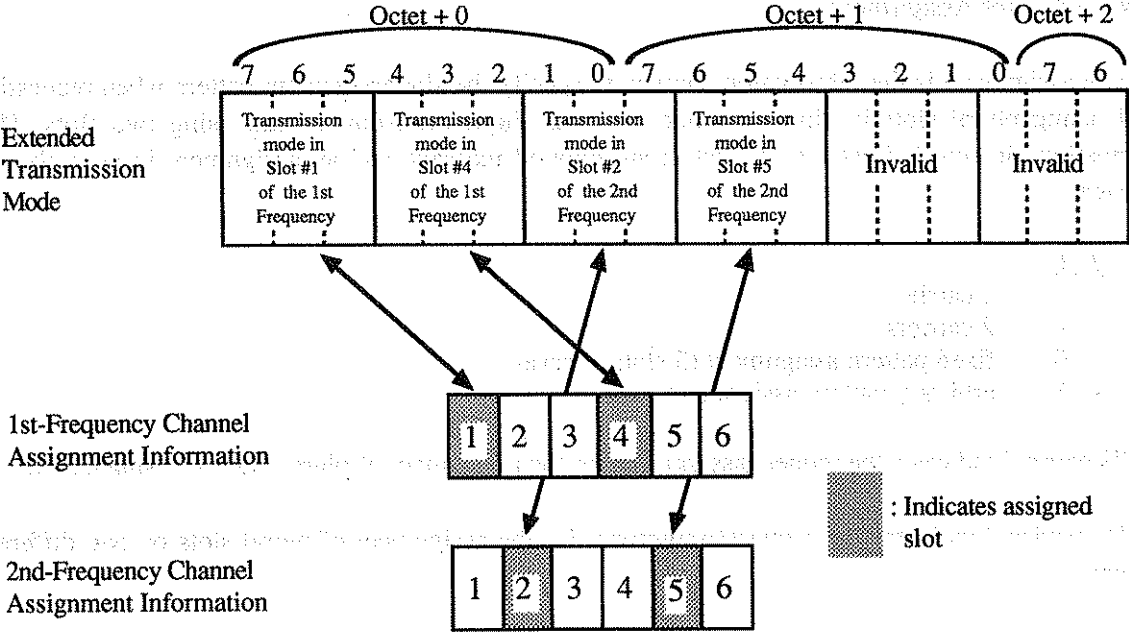 Octet + 0 Octet + 1 Octet + 2
7 6 5 4 3 2 1 0 7 6 5 4 3 2 1 0 7 6
Extended
Transmission
Mode
Transmission
mode in
Slot #1
of the 1st
Frequency
Transmission
mode in
Slot #4
of the 1st
Frequency
Transmission
mode in
Slot #2
of the 2nd
Frequency
Transmission
mode in
Slot #5
of the 2nd
Frequency
Invalid
Invalid
1st-Frequency Channel
Assignment Information
1 2 3 4 5 6
: Indicates assigned
slot
2nd-Frequency Channel
Assignment Information
1 2 3 4 5 6